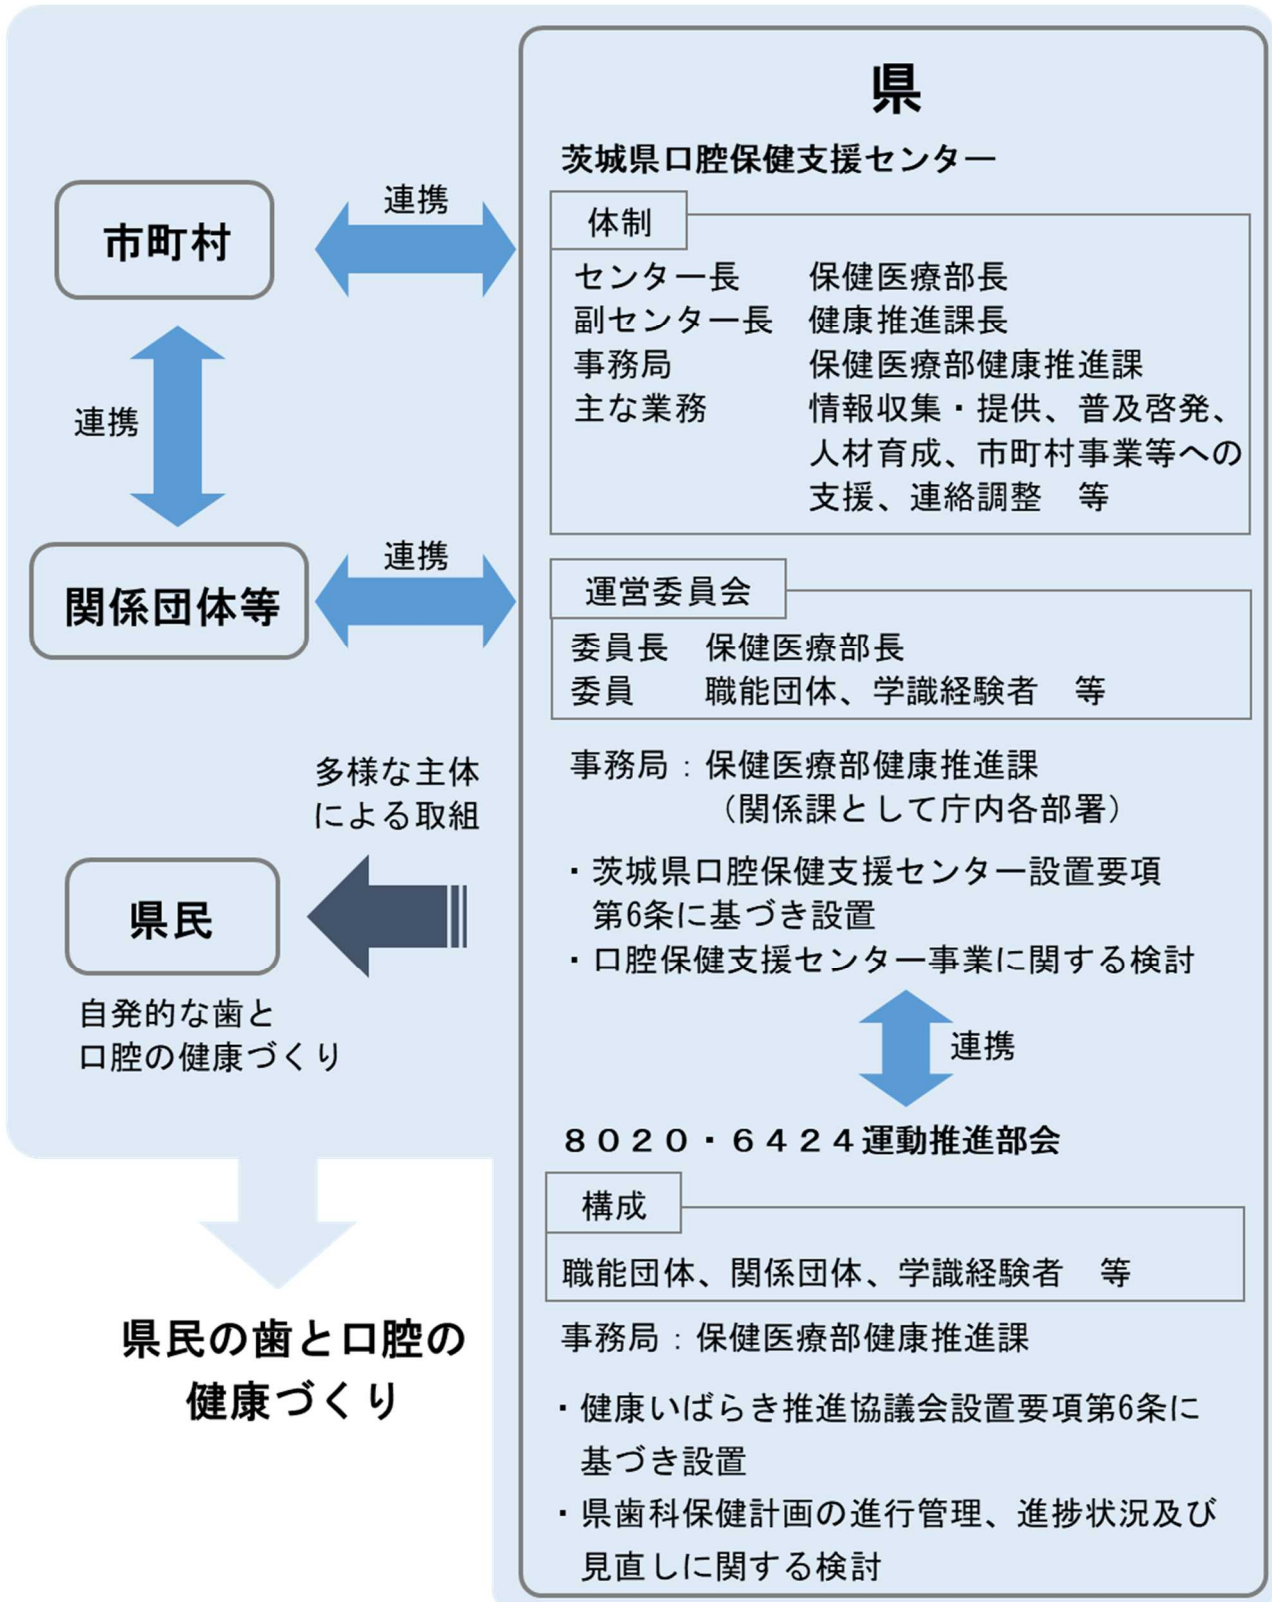 県
茨城県口腔保健支援センター
体制
センター長　保健医療部長
副センター長　健康推進課長
事務局　保健医療部健康推進課
主な業務　情報収集・提供、普及啓発、
人材育成、市町村事業等への
支援、連絡調整　等
運営委員会
委員長　保健医療部長
委員　職能団体、学識経験者　等
事務局：保健医療部健康推進課
（関係課として庁内各部署）
・茨城県口腔保健支援センター設置要項
第6条に基づき設置
・口腔保健支援センター事業に関する検討
連携
８０２０・６４２４運動推進部会
構成
職能団体、関係団体、学識経験者　等
事務局：保健医療部健康推進課
・健康いばらき推進協議会設置要項第6条に
基づき設置
・県歯科保健計画の進行管理、進捗状況及び
見直しに関する検討
市町村
連携
連携
関係団体等
連携
多様な主体
による取組
県民
自発的な歯と
口腔の健康づくり
県民の歯と口腔の
健康づくり